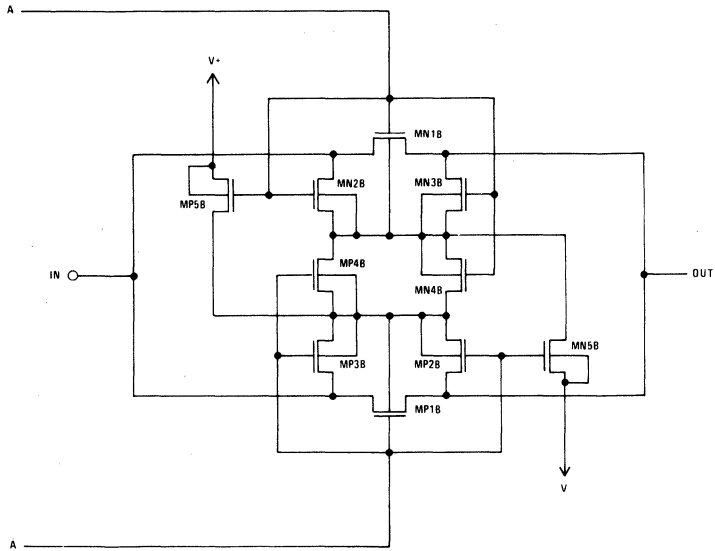 A
V+
MN1B
MN2B
MN3B
MP5B
MP4B
IN
OUT
MN4B
MN5B
MP3B
MP2B
MP1B
V
A